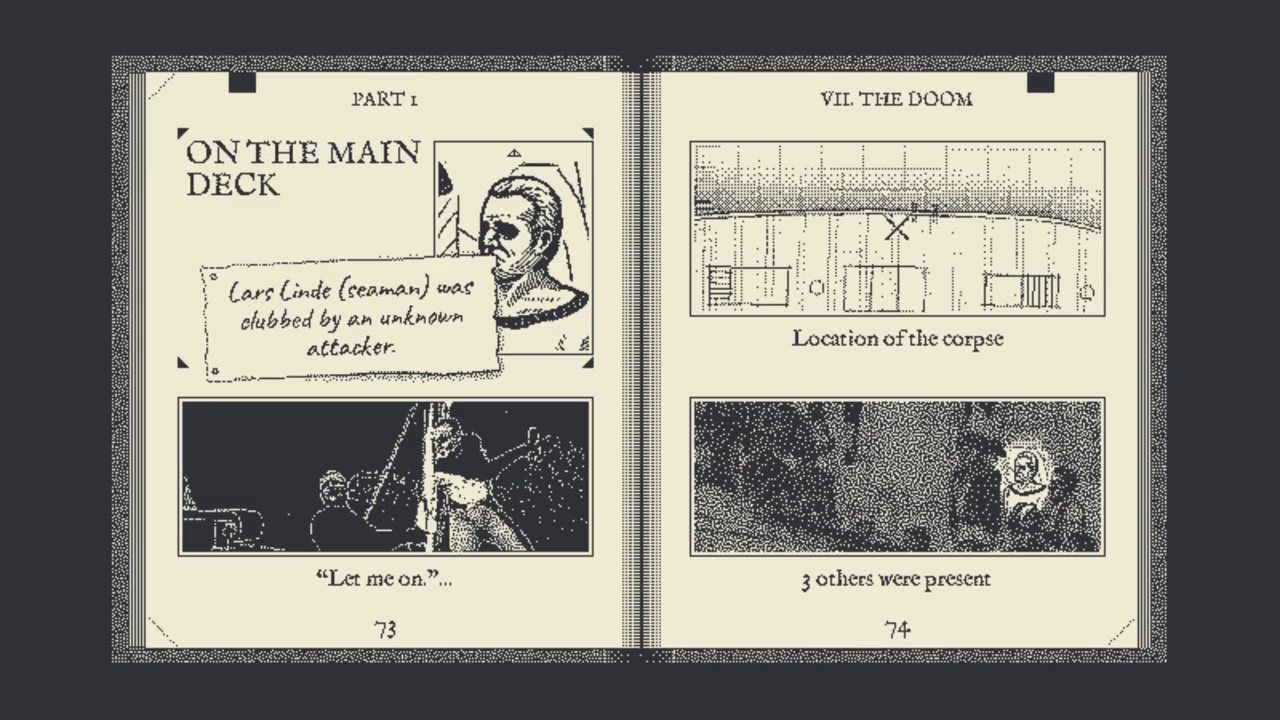 PART 1
ON THE MAIN
DECK
Lars Linde (seaman) was
clubbed by an unknown
attacker.
“Let me on.”...
73
VII. THE DOOM
Location of the corpse
3 others were present
74